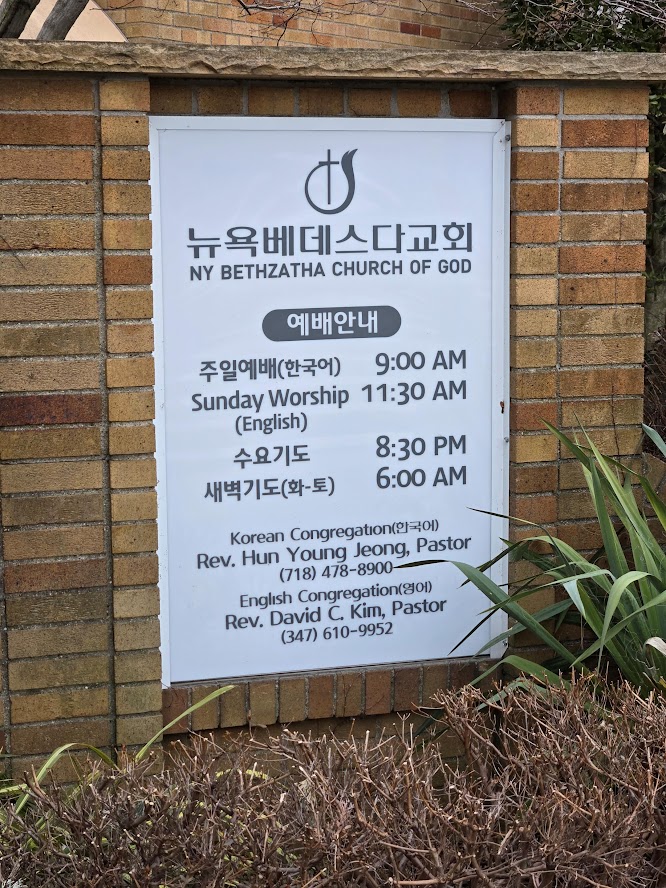 뉴욕베데스다교회
NY BETHZATHA CHURCH OF GOD
예배안내
주일예배(한국어) 9:00 AM
Sunday Worship 11:30 AM
(English)
수요기도 8:30 PM
새벽기도(화-토) 6:00 AM
Korean Congregation(한국어)
Rev. Hun Young Jeong, Pastor
(718) 478-8900
English Congregation(영어)
Rev. David C. Kim, Pastor
(347) 610-9952